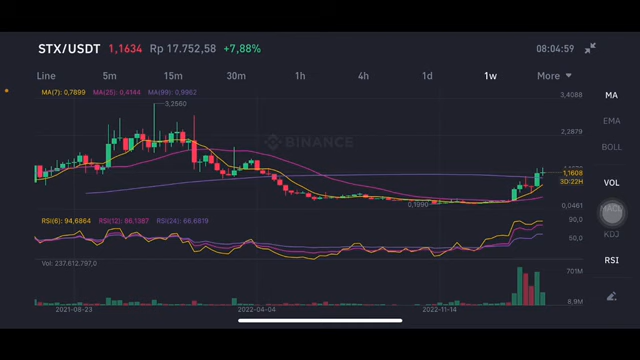 STX/USDT 1,1634 Rp 17.752,58 +7,88% 08:04:59
Line 5m 15m 30m 1h 4h 1d 1w More
MA(7): 0,7899 MA(25): 0,4144 MA(99): 0,9962
3,4088
MA
3,2560
EMA
2,2879
BINANCE
BOLL
1,1608
3D:22H
VOL
0,1990
0,0461
RSI(6): 94,6864 RSI(12): 86,1387 RSI(24): 66,6819
90,0
KDJ
50,0
Vol: 237.612.797,0
RSI
701M
8,9M
2021-08-23 2022-04-04 2022-11-14